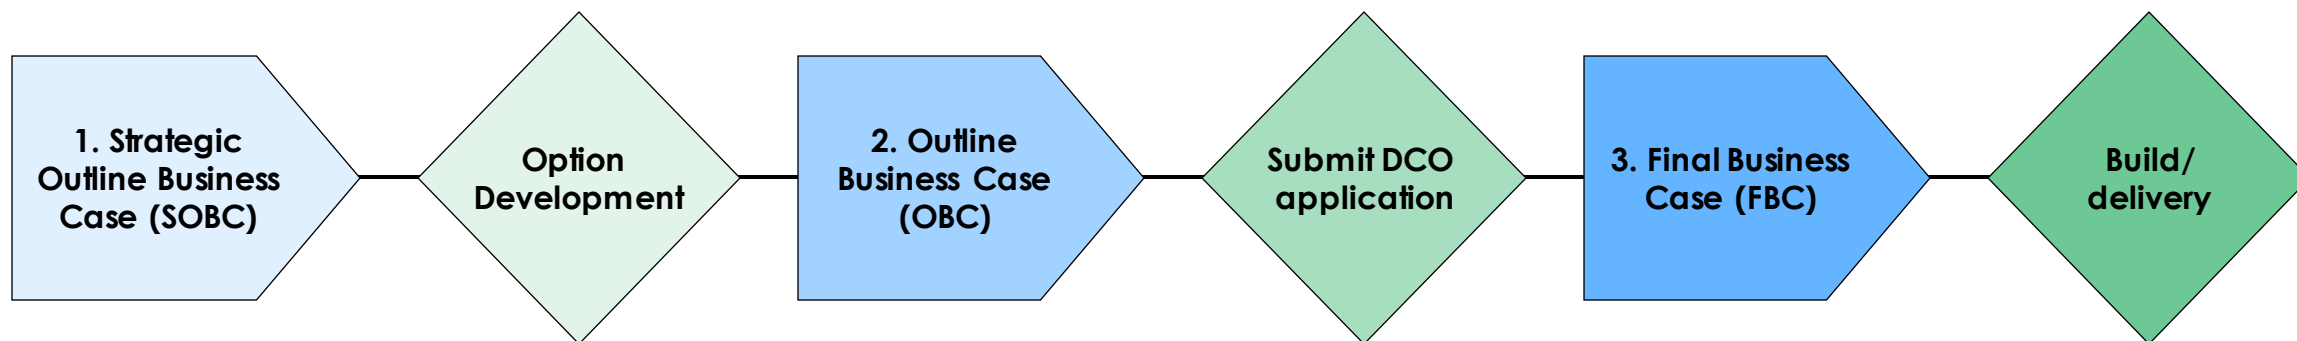 1. Strategic
Outline Business
Case (SOBC)
Option
Development
2. Outline
Business Case
(OBC)
Submit DCO
application
3. Final Business
Case (FBC)
Build/
delivery